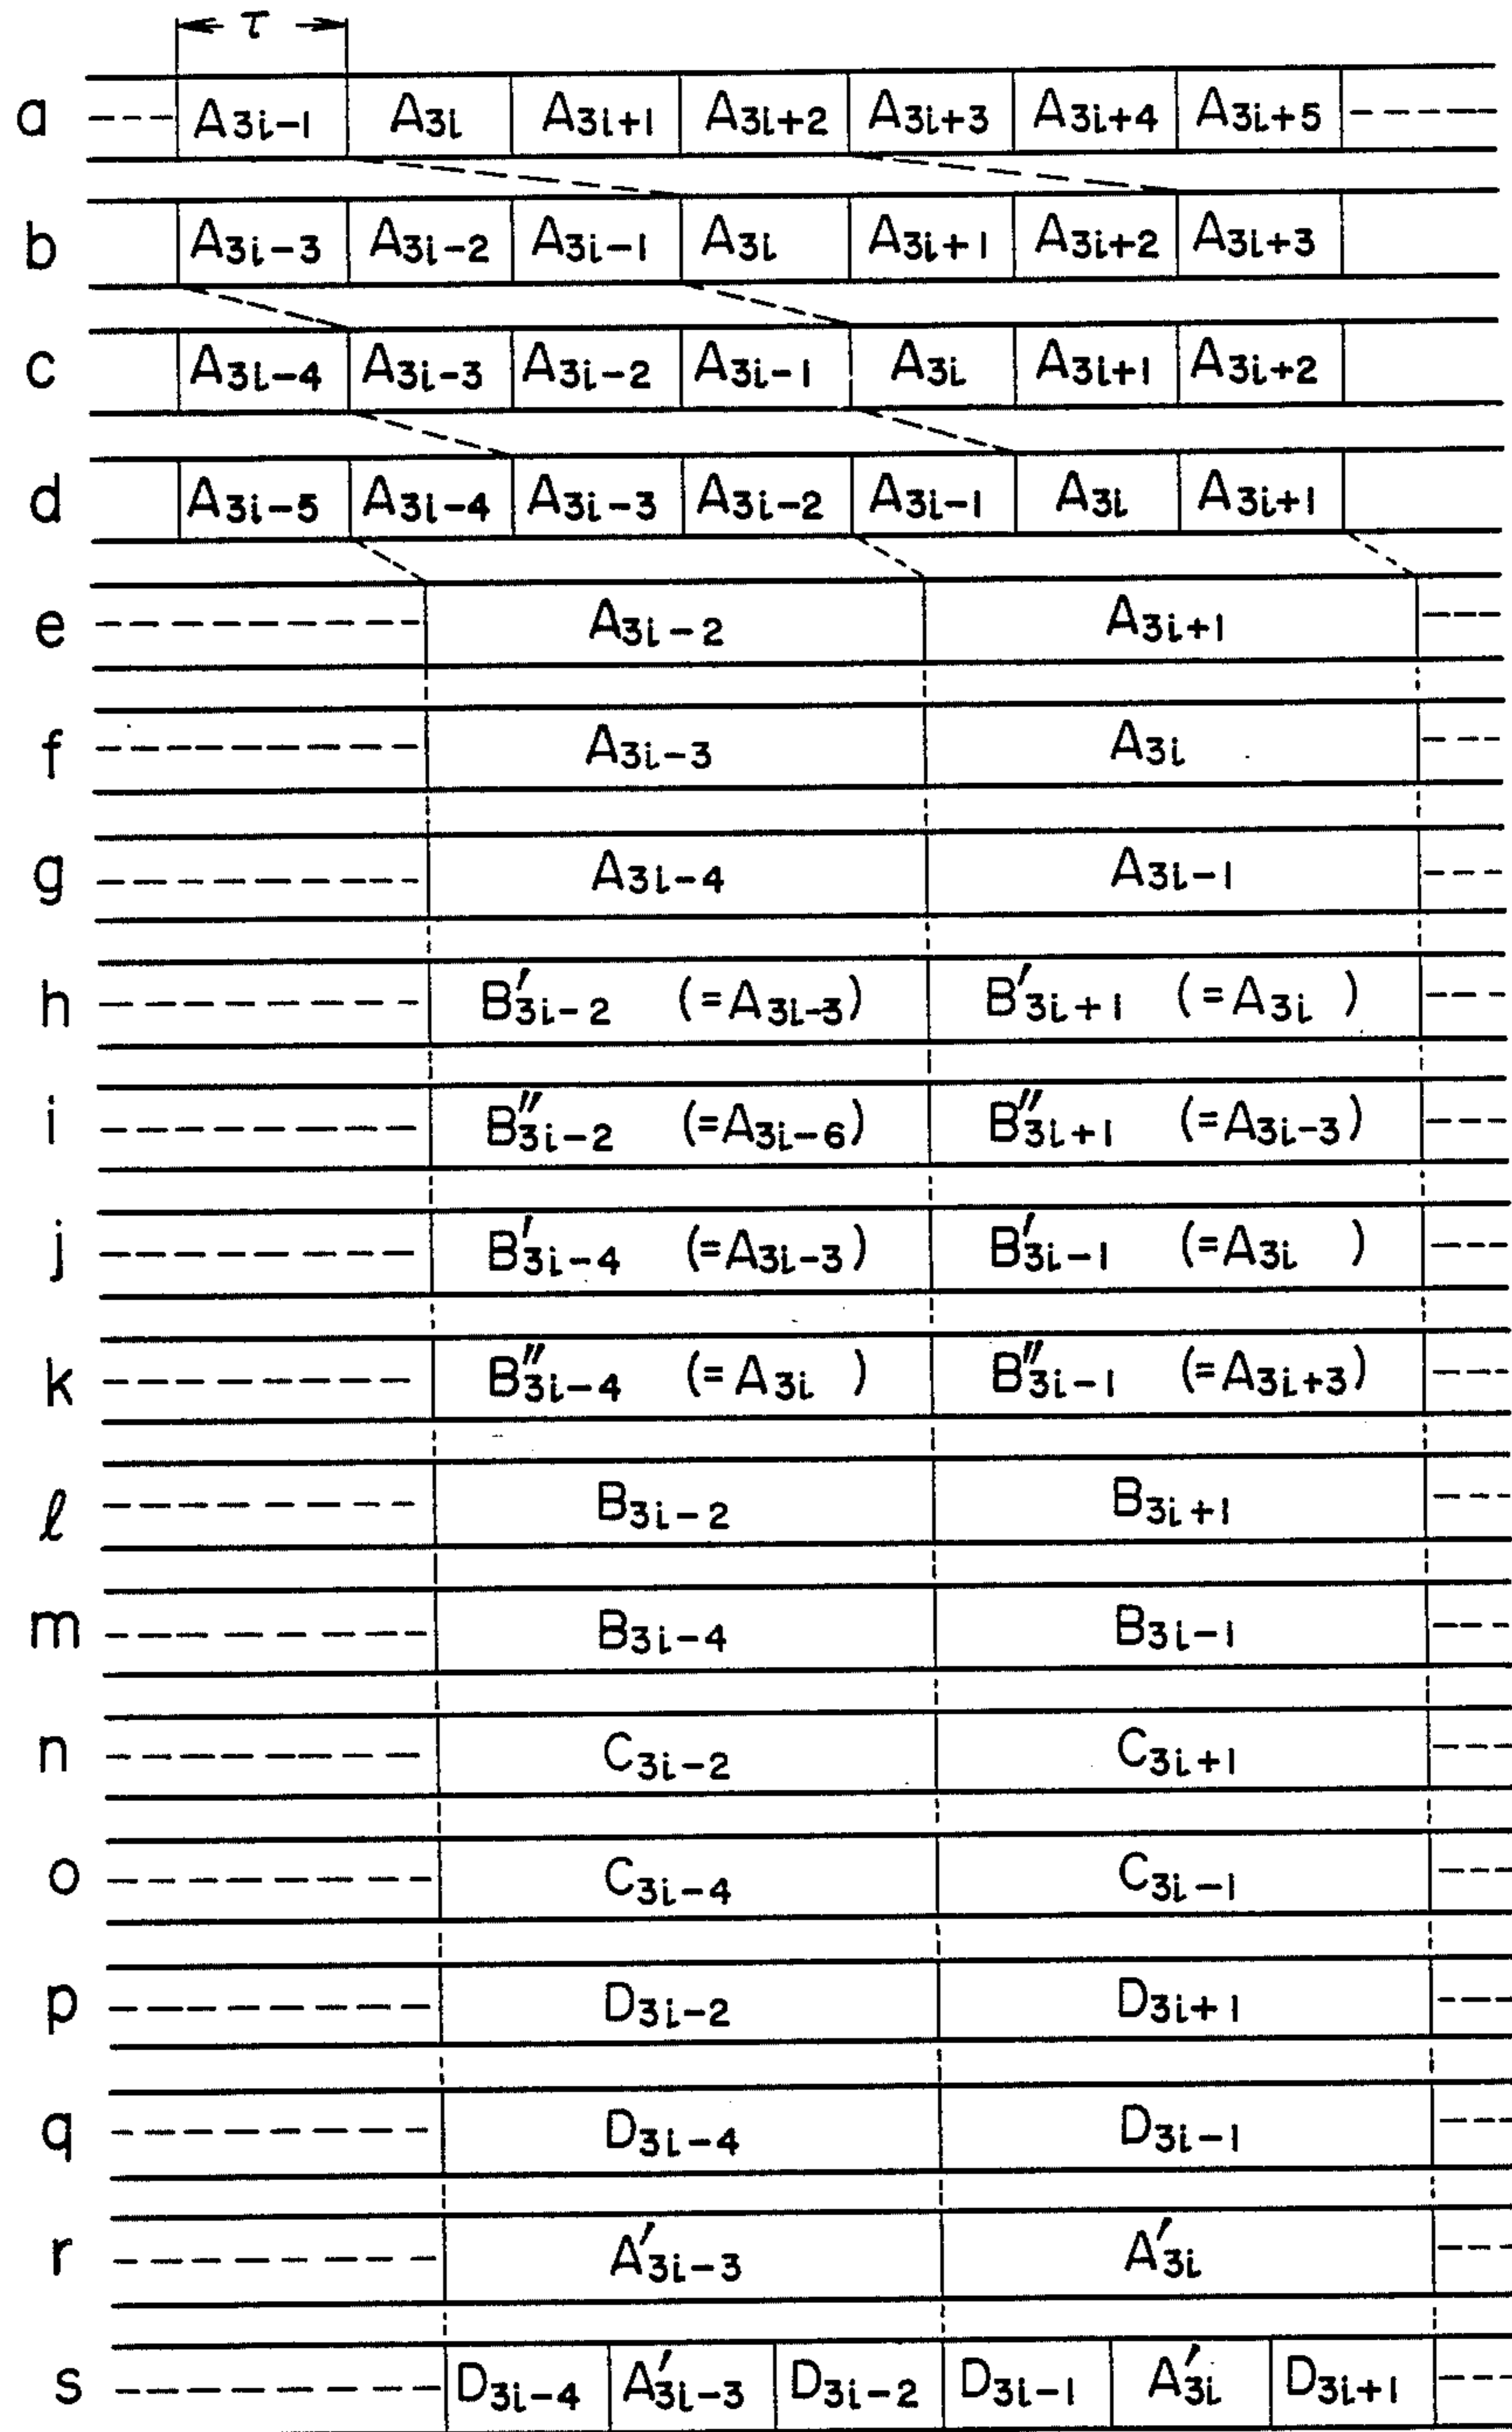 τ
a A3i-1 A3i A3i+1 A3i+2 A3i+3 A3i+4 A3i+5
b A3i-3 A3i-2 A3i-1 A3i A3i+1 A3i+2 A3i+3
c A3i-4 A3i-3 A3i-2 A3i-1 A3i A3i+1 A3i+2
d A3i-5 A3i-4 A3i-3 A3i-2 A3i-1 A3i A3i+1
e A3i-2 A3i+1
f A3i-3 A3i
g A3i-4 A3i-1
h B′3i-2 (=A3i-3) B′3i+1 (=A3i )
i B″3i-2 (=A3i-6) B″3i+1 (=A3i-3)
j B′3i-4 (=A3i-3) B′3i-1 (=A3i )
k B″3i-4 (=A3i ) B″3i-1 (=A3i+3)
ℓ B3i-2 B3i+1
m B3i-4 B3i-1
n C3i-2 C3i+1
o C3i-4 C3i-1
p D3i-2 D3i+1
q D3i-4 D3i-1
r A′3i-3 A′3i
s D3i-4 A′3i-3 D3i-2 D3i-1 A′3i D3i+1